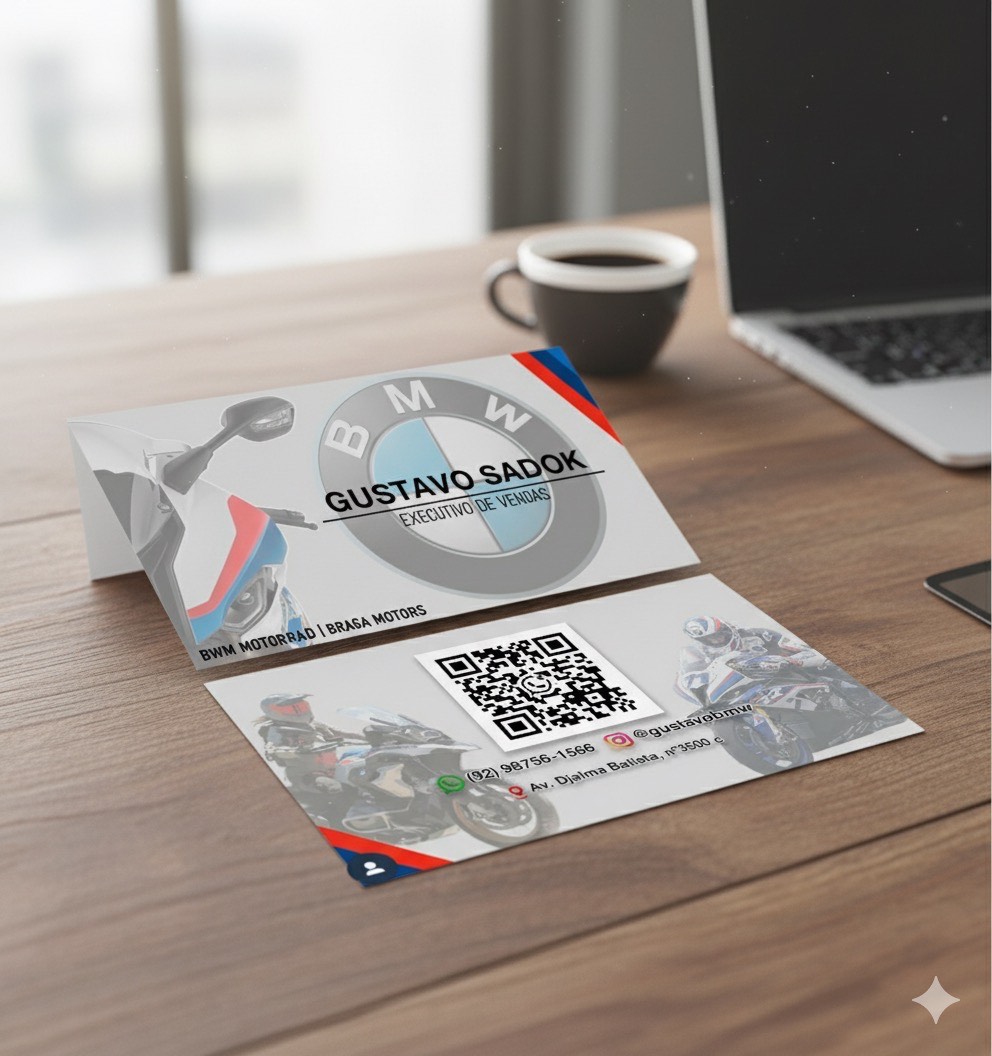 BMW
GUSTAVO SADOK
EXECUTIVO DE VENDAS
BWM MOTORRAD | BRAGA MOTORS
(92) 98756-1566 @gustavobmw
Av. Djalma Batista, nº3500 c